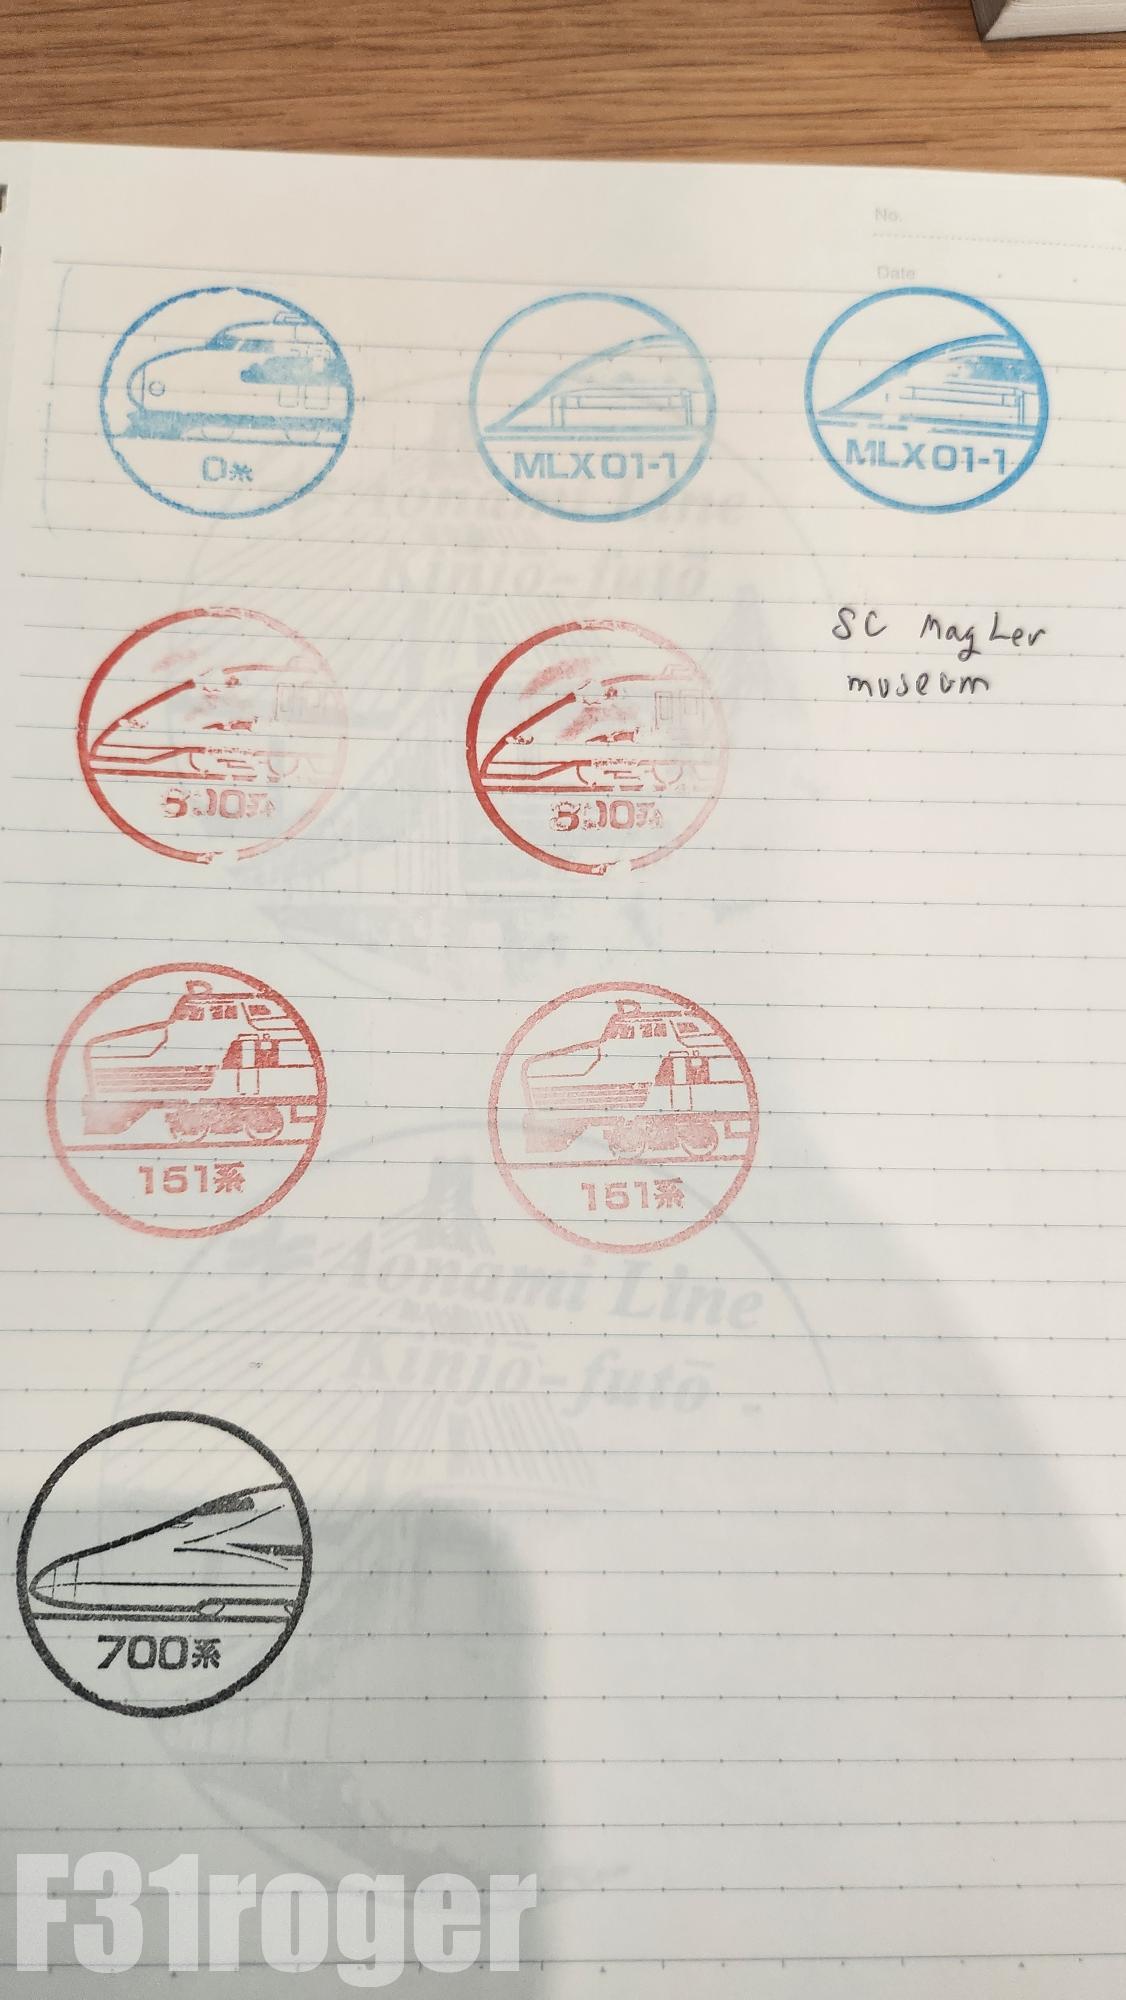 No.
Date
0系
MLX01-1
MLX01-1
Aonami Line
Kinjō-futō
SC MagLev
museum
300系
300系
151系
151系
Aonami Line
Kinjō-futō
700系
F31roger